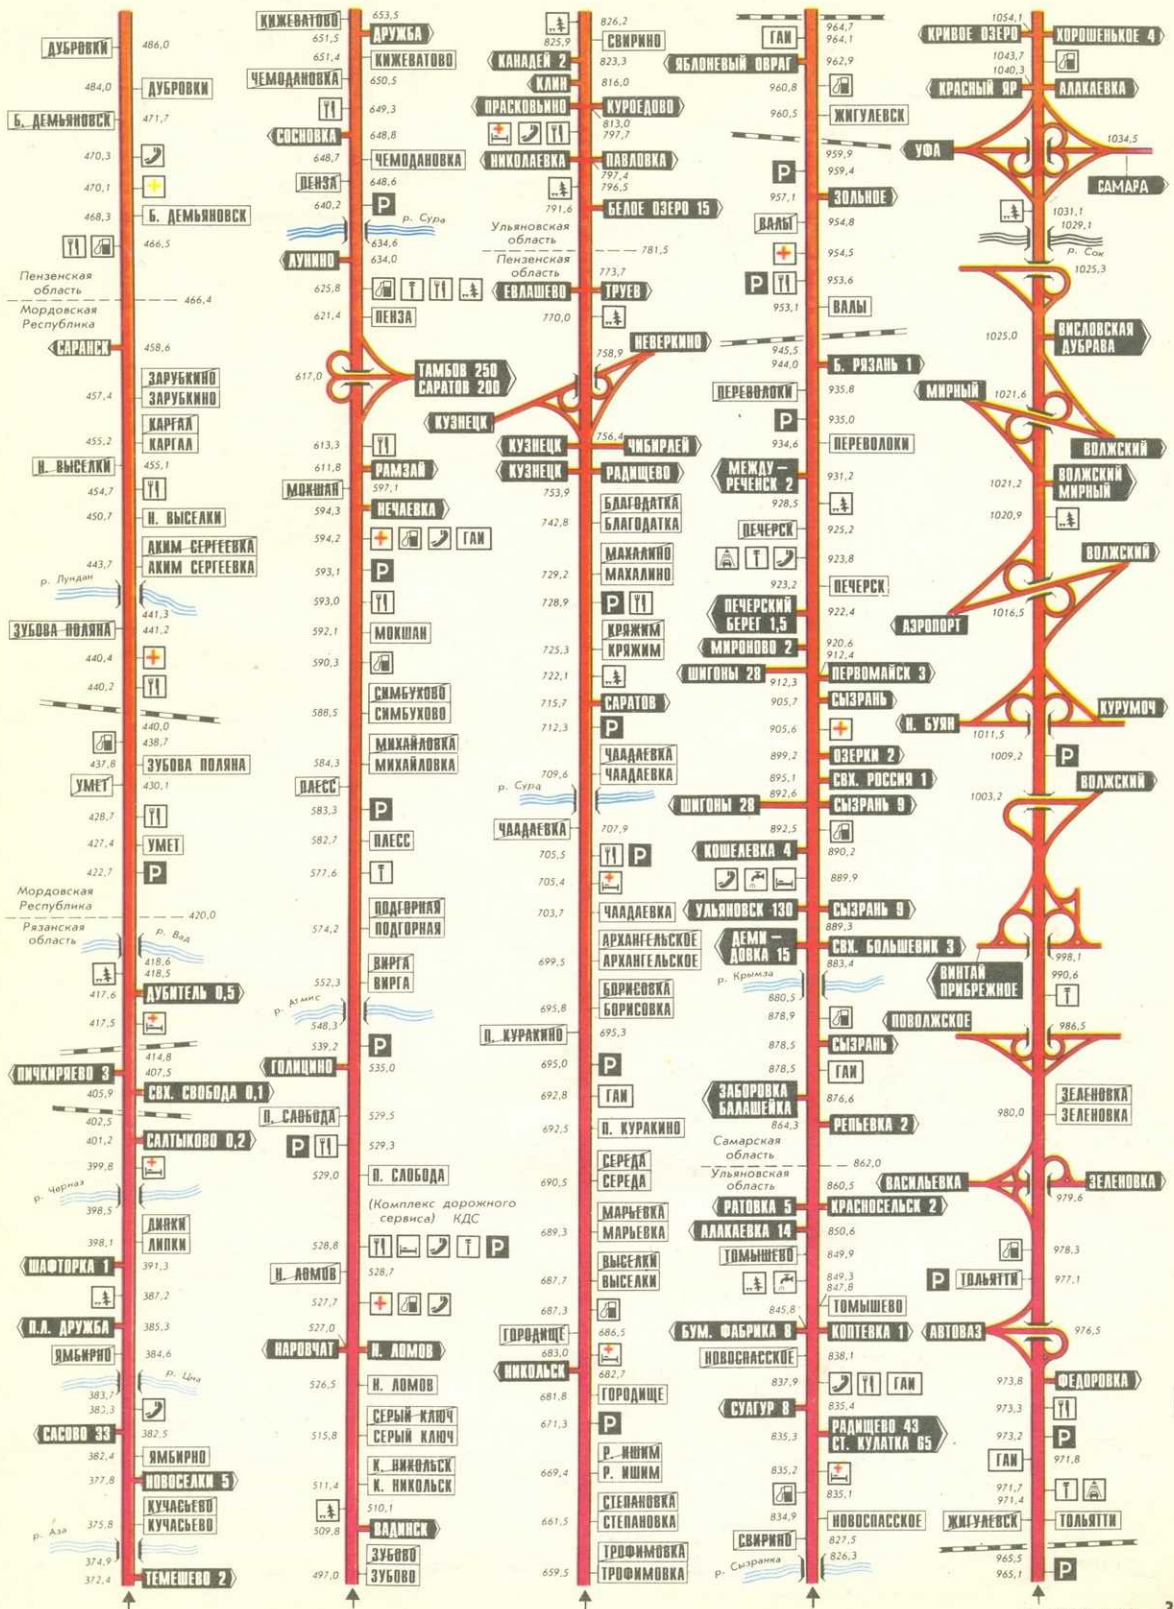 ДУБРОВКИ
486,0
484,0
ДУБРОВКИ
Б. ДЕМЬЯНОВСК
471,7
470,3
470,1
468,3
Б. ДЕМЬЯНОВСК
466,5
Пензенская
область
466,4
Мордовская
Республика
САРАНСК
458,6
ЗАРУБКИНО
457,4
ЗАРУБКИНО
КАРГАЛ
455,2
КАРГАЛ
Н. ВЫСЕЛКИ
455,1
454,7
450,7
Н. ВЫСЕЛКИ
АКИМ СЕРГЕЕВКА
443,7
АКИМ СЕРГЕЕВКА
р. Лундан
441,3
ЗУБОВА ПОЛЯНА
441,2
440,4
440,2
440,0
438,7
437,8
ЗУБОВА ПОЛЯНА
УМЕТ
430,1
428,7
427,4
УМЕТ
422,7
P
Мордовская
Республика
420,0
Рязанская
область
р. Вад
418,6
418,5
417,6
ДУБИТЕЛЬ 0,5
417,5
414,8
ПИЧКИРЯЕВО 3
407,5
405,9
СВХ. СВОБОДА 0,1
402,5
401,2
САЛТЫКОВО 0,2
399,8
р. Черная
398,5
ЛИПКИ
398,1
ЛИПКИ
ШАФТОРКА 1
391,3
387,2
П.Л. ДРУЖБА
385,3
ЯМБИРНО
384,6
р. Цна
383,7
383,3
САСОВО 33
382,5
382,4
ЯМБИРНО
377,8
НОВОСЕЛКИ 5
КУЧАСЬЕВО
375,8
КУЧАСЬЕВО
р. Аза
374,9
372,4
ТЕМЕШЕВО 2
КИЖЕВАТОВО
653,5
651,5
ДРУЖБА
651,4
КИЖЕВАТОВО
ЧЕМОДАНОВКА
650,5
649,3
СОСНОВКА
648,8
648,7
ЧЕМОДАНОВКА
ПЕНЗА
648,6
640,2
P
р. Сура
634,6
ЛУНИНО
634,0
625,8
621,4
ПЕНЗА
617,0
ТАМБОВ 250
САРАТОВ 200
613,3
611,8
РАМЗАЙ
МОКШАН
597,1
594,3
НЕЧАЕВКА
594,2
ГАИ
593,1
P
593,0
592,1
МОКШАН
590,3
СИМБУХОВО
588,5
СИМБУХОВО
МИХАЙЛОВКА
584,3
МИХАЙЛОВКА
ПЛЕСС
583,3
P
582,7
ПЛЕСС
577,6
ПОДГОРНАЯ
574,2
ПОДГОРНАЯ
ВИРГА
552,3
ВИРГА
р. Атмис
548,3
539,2
P
ГОЛИЦИНО
535,0
П. СЛОБОДА
529,5
P
529,3
529,0
П. СЛОБОДА
(Комплекс дорожного
сервиса) КДС
528,8
P
Н. ЛОМОВ
528,7
527,7
527,0
НАРОВЧАТ
Н. ЛОМОВ
526,5
Н. ЛОМОВ
СЕРЫЙ КЛЮЧ
515,8
СЕРЫЙ КЛЮЧ
К. НИКОЛЬСК
511,4
К. НИКОЛЬСК
510,1
509,8
ВАДИНСК
ЗУБОВО
497,0
ЗУБОВО
826,2
825,9
СВИРИНО
КАНАДЕЙ 2
823,3
КЛИН
816,0
ПРАСКОВЬИНО
КУРОЕДОВО
813,0
797,7
НИКОЛАЕВКА
ПАВЛОВКА
797,4
796,5
791,6
БЕЛОЕ ОЗЕРО 15
Ульяновская
область
781,5
Пензенская
область
773,7
ЕВЛАШЕВО
ТРУЕВ
770,0
НЕВЕРКИНО
758,9
КУЗНЕЦК
756,4
КУЗНЕЦК
ЧИБИРЛЕЙ
КУЗНЕЦК
РАДИЩЕВО
753,9
БЛАГОДАТКА
742,8
БЛАГОДАТКА
МАХАЛИНО
729,2
МАХАЛИНО
728,9
P
КРЯЖИМ
725,3
КРЯЖИМ
722,1
715,7
САРАТОВ
712,3
P
ЧААДАЕВКА
709,6
ЧААДАЕВКА
р. Сура
ЧААДАЕВКА
707,9
705,5
P
705,4
703,7
ЧААДАЕВКА
АРХАНГЕЛЬСКОЕ
699,5
АРХАНГЕЛЬСКОЕ
БОРИСОВКА
695,8
БОРИСОВКА
П. КУРАКИНО
695,3
695,0
P
692,8
ГАИ
692,5
П. КУРАКИНО
СЕРЕДА
690,5
СЕРЕДА
МАРЬЕВКА
689,3
МАРЬЕВКА
ВЫСЕЛКИ
687,7
ВЫСЕЛКИ
687,3
ГОРОДИЩЕ
686,5
683,0
НИКОЛЬСК
682,7
681,8
ГОРОДИЩЕ
671,3
P
Р. ИШИМ
669,4
Р. ИШИМ
СТЕПАНОВКА
661,5
СТЕПАНОВКА
ТРОФИМОВКА
659,5
ТРОФИМОВКА
964,7
ГАИ
964,1
ЯБЛОНЕВЫЙ ОВРАГ
962,9
960,8
960,5
ЖИГУЛЕВСК
959,9
P
959,4
957,1
ЗОЛЬНОЕ
ВАЛЫ
954,8
954,5
P
953,6
953,1
ВАЛЫ
945,5
944,0
Б. РЯЗАНЬ 1
ПЕРЕВОЛОКИ
935,8
P
935,0
934,6
ПЕРЕВОЛОКИ
МЕЖДУ-
РЕЧЕНСК 2
931,2
928,5
ПЕЧЕРСК
925,2
923,8
923,2
ПЕЧЕРСК
ПЕЧЕРСКИЙ
БЕРЕГ 1,5
922,4
МИРОНОВО 2
920,6
912,4
ШИГОНЫ 28
ПЕРВОМАЙСК 3
912,3
905,7
СЫЗРАНЬ
905,6
899,2
ОЗЕРКИ 2
895,1
СВХ. РОССИЯ 1
892,6
ШИГОНЫ 28
СЫЗРАНЬ 9
892,5
КОШЕЛЕВКА 4
890,2
889,9
УЛЬЯНОВСК 130
СЫЗРАНЬ 9
889,3
ДЕМИ-
ДОВКА 15
СВХ. БОЛЬШЕВИК 3
883,4
р. Крымза
880,5
878,9
ПОВОЛЖСКОЕ
878,5
СЫЗРАНЬ
878,5
ГАИ
ЗАБОРОВКА
БАЛАШЕЙКА
876,6
864,3
РЕПЬЕВКА 2
Самарская
область
862,0
Ульяновская
область
860,5
РАТОВКА 5
КРАСНОСЕЛЬСК 2
АЛАКАЕВКА 14
850,6
ТОМЫШЕВО
849,9
849,3
847,8
ТОМЫШЕВО
845,8
БУМ. ФАБРИКА 8
КОПТЕВКА 1
НОВОСПАССКОЕ
838,1
837,9
ГАИ
СУАГУР 8
835,4
835,3
РАДИЩЕВО 43
СТ. КУЛАТКА 65
835,2
835,1
834,9
НОВОСПАССКОЕ
СВИРИНО
827,5
826,3
р. Сызранка
1054,1
КРИВОЕ ОЗЕРО
ХОРОШЕНЬКОЕ 4
1043,7
1040,3
КРАСНЫЙ ЯР
АЛАКАЕВКА
1034,5
УФА
САМАРА
1031,1
1029,1
р. Сок
1025,3
1025,0
ВИСЛОВСКАЯ
ДУБРАВА
МИРНЫЙ
1021,6
ВОЛЖСКИЙ
1021,2
ВОЛЖСКИЙ
МИРНЫЙ
1020,9
ВОЛЖСКИЙ
1016,5
АЭРОПОРТ
КУРУМОЧ
Н. БУЯН
1011,5
1009,2
P
ВОЛЖСКИЙ
1003,2
998,1
ВИНТАЙ
ПРИБРЕЖНОЕ
990,6
986,5
ЗЕЛЕНОВКА
980,0
ЗЕЛЕНОВКА
ВАСИЛЬЕВКА
ЗЕЛЕНОВКА
979,6
978,3
P
ТОЛЬЯТТИ
977,1
АВТОВАЗ
976,5
973,8
ФЕДОРОВКА
973,3
973,2
P
ГАИ
971,8
971,7
971,4
ЖИГУЛЕВСК
ТОЛЬЯТТИ
965,5
965,1
P
3